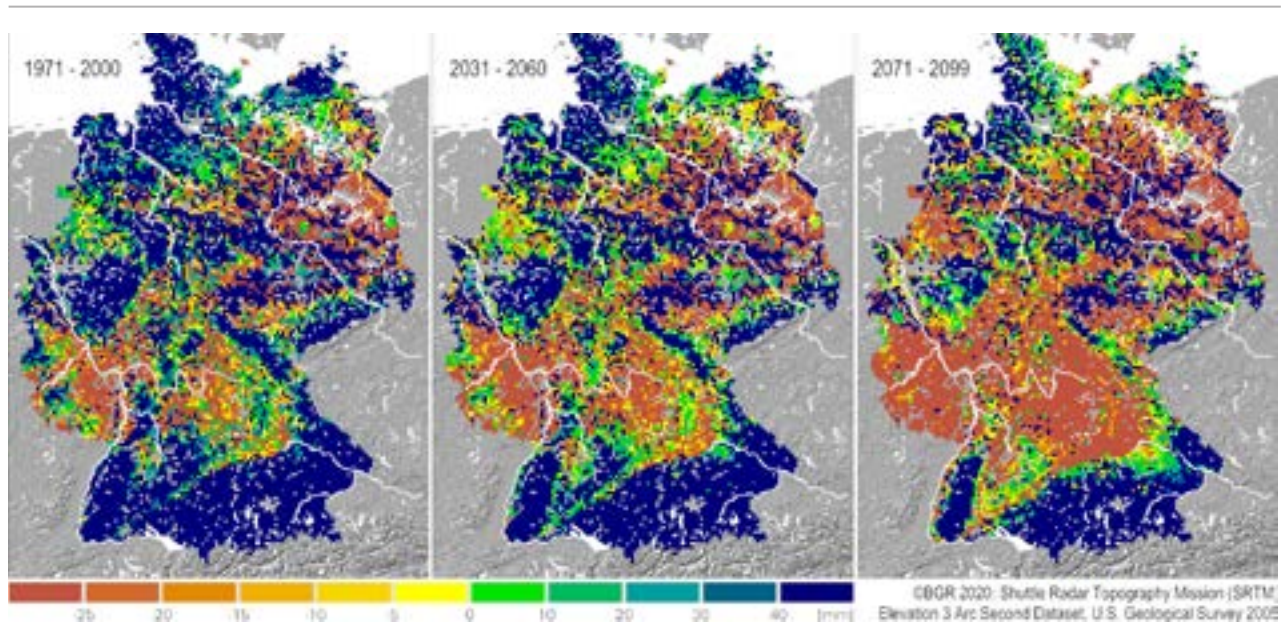 1971 - 2000
2031 - 2060
2071 - 2099
-25 -20 -15 -10 -5 0 10 20 30 40 [mm]
©BGR 2020: Shuttle Radar Topography Mission (SRTM)
Elevation 3 Arc Second Dataset, U.S. Geological Survey 2005